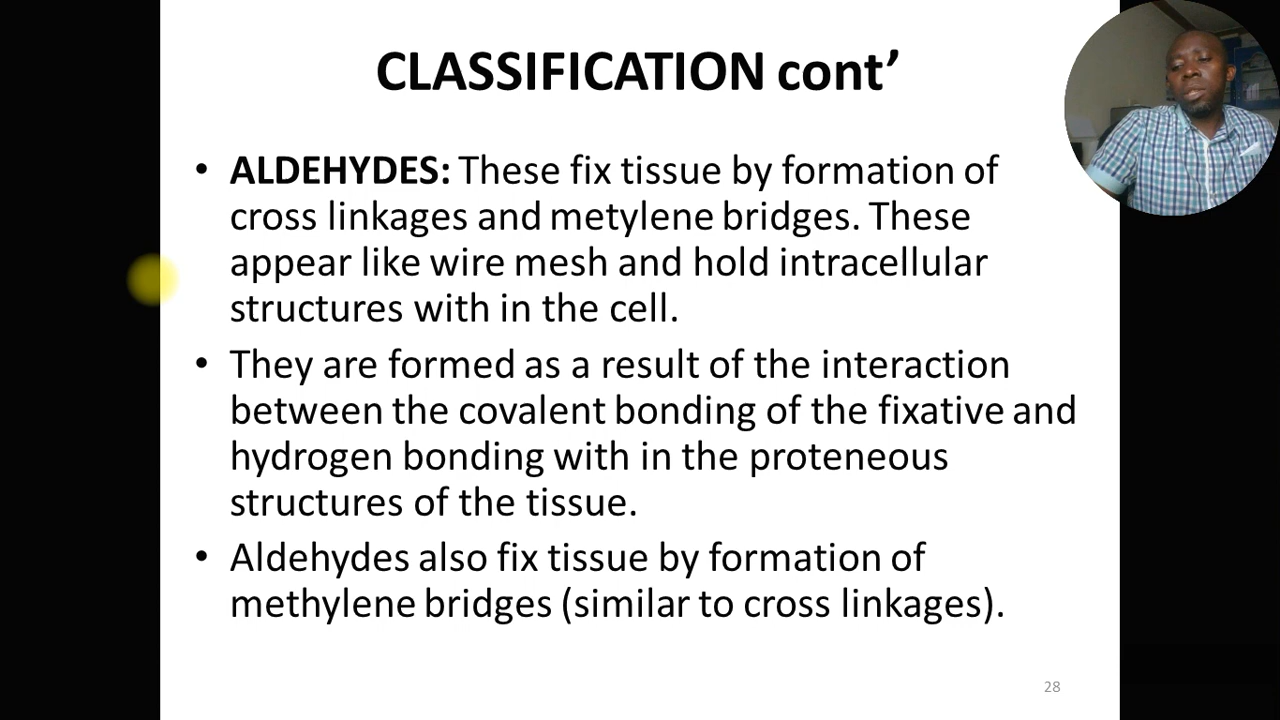 CLASSIFICATION cont’
• ALDEHYDES: These fix tissue by formation of
cross linkages and metylene bridges. These
appear like wire mesh and hold intracellular
structures with in the cell.
• They are formed as a result of the interaction
between the covalent bonding of the fixative and
hydrogen bonding with in the proteneous
structures of the tissue.
• Aldehydes also fix tissue by formation of
methylene bridges (similar to cross linkages).
28